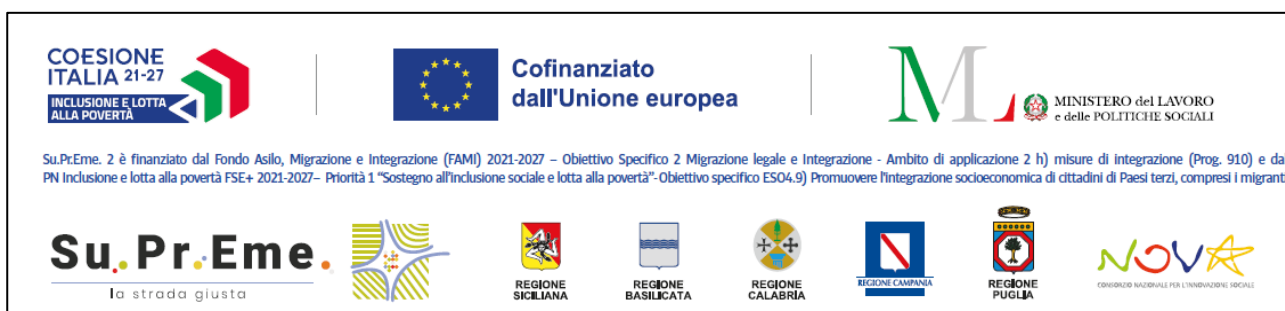 COESIONE
ITALIA 21-27
INCLUSIONE E LOTTA
ALLA POVERTÀ
Cofinanziato
dall'Unione europea
ML
MINISTERO del LAVORO
e delle POLITICHE SOCIALI
Su.Pr.Eme. 2 è finanziato dal Fondo Asilo, Migrazione e Integrazione (FAMI) 2021-2027 – Obiettivo Specifico 2 Migrazione legale e Integrazione - Ambito di applicazione 2 h) misure di integrazione (Prog. 910) e da
PN Inclusione e lotta alla povertà FSE+ 2021-2027– Priorità 1 “Sostegno all’inclusione sociale e lotta alla povertà”- Obiettivo specifico ESO4.9) Promuovere l’integrazione socioeconomica di cittadini di Paesi terzi, compresi i migranti
Su.Pr.Eme.
la strada giusta
REGIONE
SICILIANA
REGIONE
BASILICATA
REGIONE
CALABRIA
REGIONE CAMPANIA
REGIONE
PUGLIA
NOVA
CONSORZIO NAZIONALE PER L'INNOVAZIONE SOCIALE